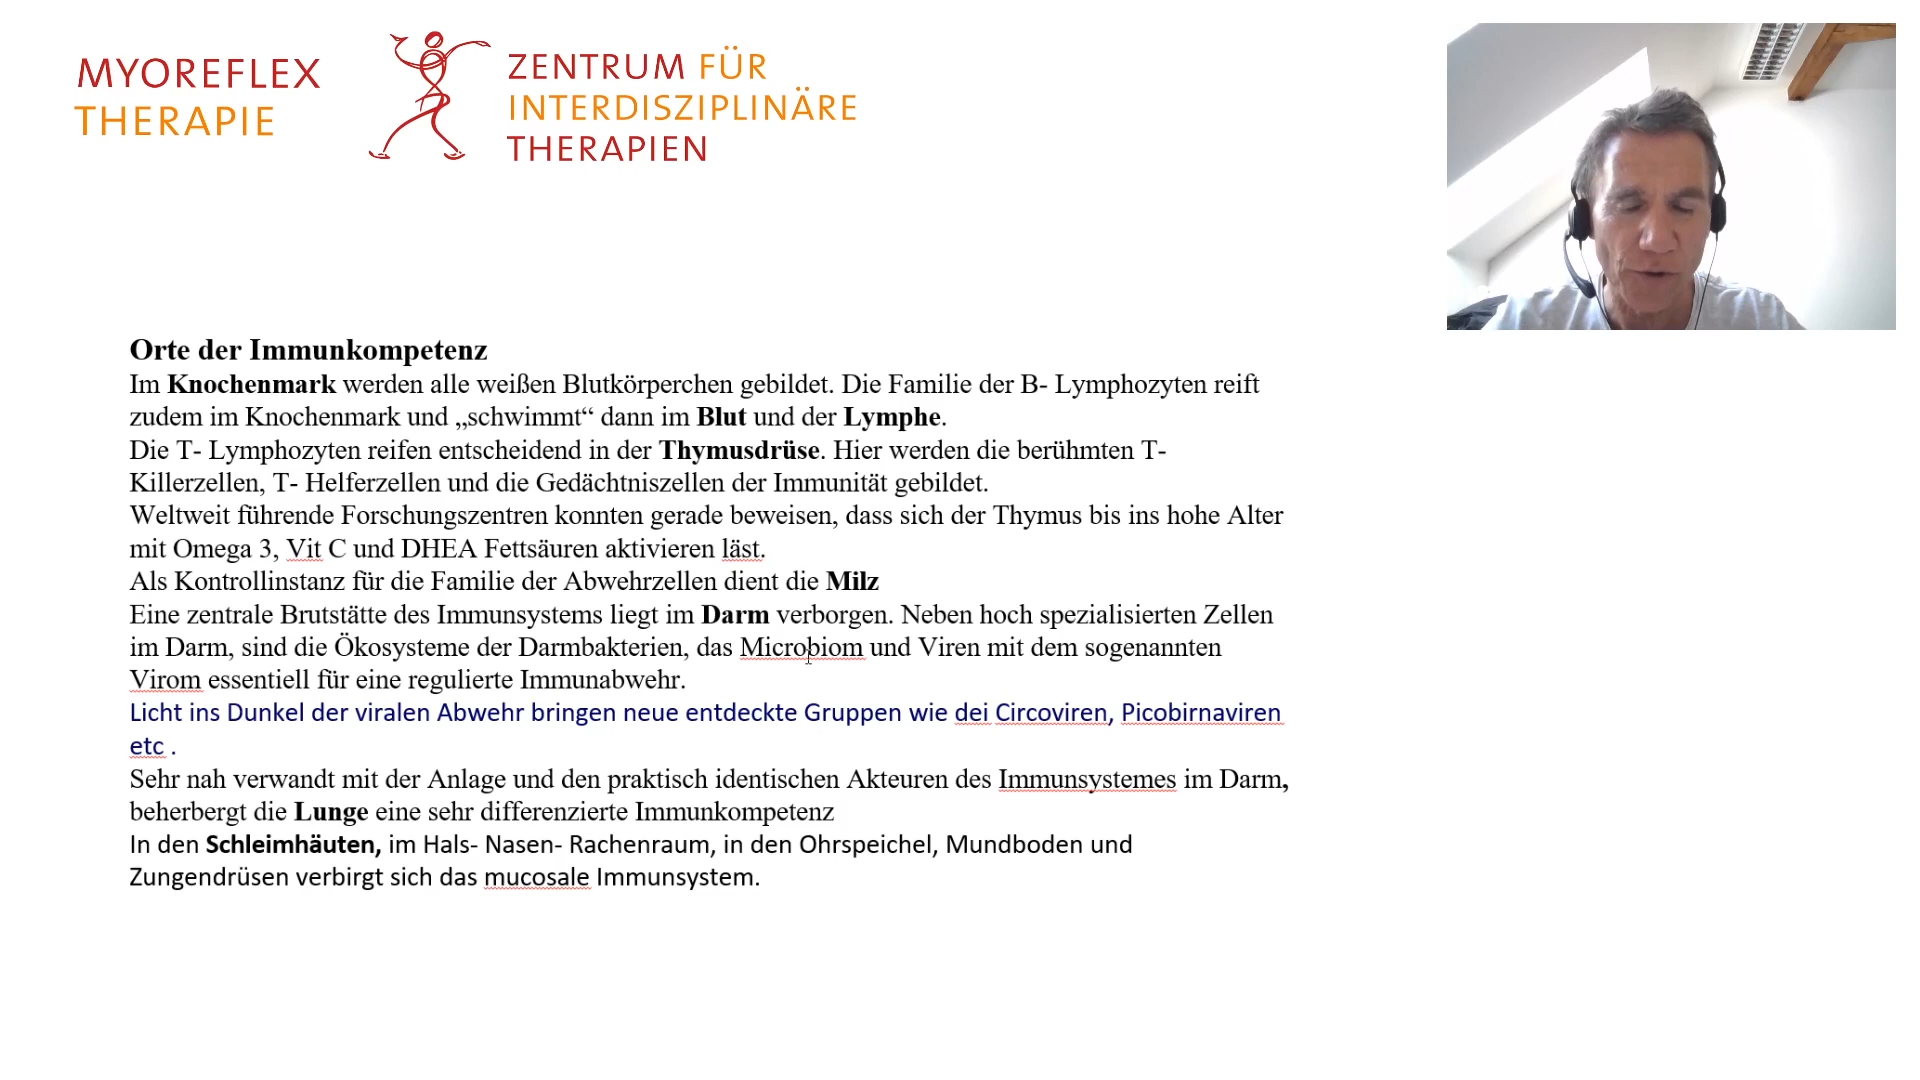 MYOREFLEX
THERAPIE
ZENTRUM FÜR
INTERDISZIPLINÄRE
THERAPIEN
Orte der Immunkompetenz
Im Knochenmark werden alle weißen Blutkörperchen gebildet. Die Familie der B- Lymphozyten reift
zudem im Knochenmark und „schwimmt“ dann im Blut und der Lymphe.
Die T- Lymphozyten reifen entscheidend in der Thymusdrüse. Hier werden die berühmten T-
Killerzellen, T- Helferzellen und die Gedächtniszellen der Immunität gebildet.
Weltweit führende Forschungszentren konnten gerade beweisen, dass sich der Thymus bis ins hohe Alter
mit Omega 3, Vit C und DHEA Fettsäuren aktivieren läst.
Als Kontrollinstanz für die Familie der Abwehrzellen dient die Milz
Eine zentrale Brutstätte des Immunsystems liegt im Darm verborgen. Neben hoch spezialisierten Zellen
im Darm, sind die Ökosysteme der Darmbakterien, das Microbiom und Viren mit dem sogenannten
Virom essentiell für eine regulierte Immunabwehr.
Licht ins Dunkel der viralen Abwehr bringen neue entdeckte Gruppen wie dei Circoviren, Picobirnaviren
etc .
Sehr nah verwandt mit der Anlage und den praktisch identischen Akteuren des Immunsystemes im Darm,
beherbergt die Lunge eine sehr differenzierte Immunkompetenz
In den Schleimhäuten, im Hals- Nasen- Rachenraum, in den Ohrspeichel, Mundboden und
Zungendrüsen verbirgt sich das mucosale Immunsystem.